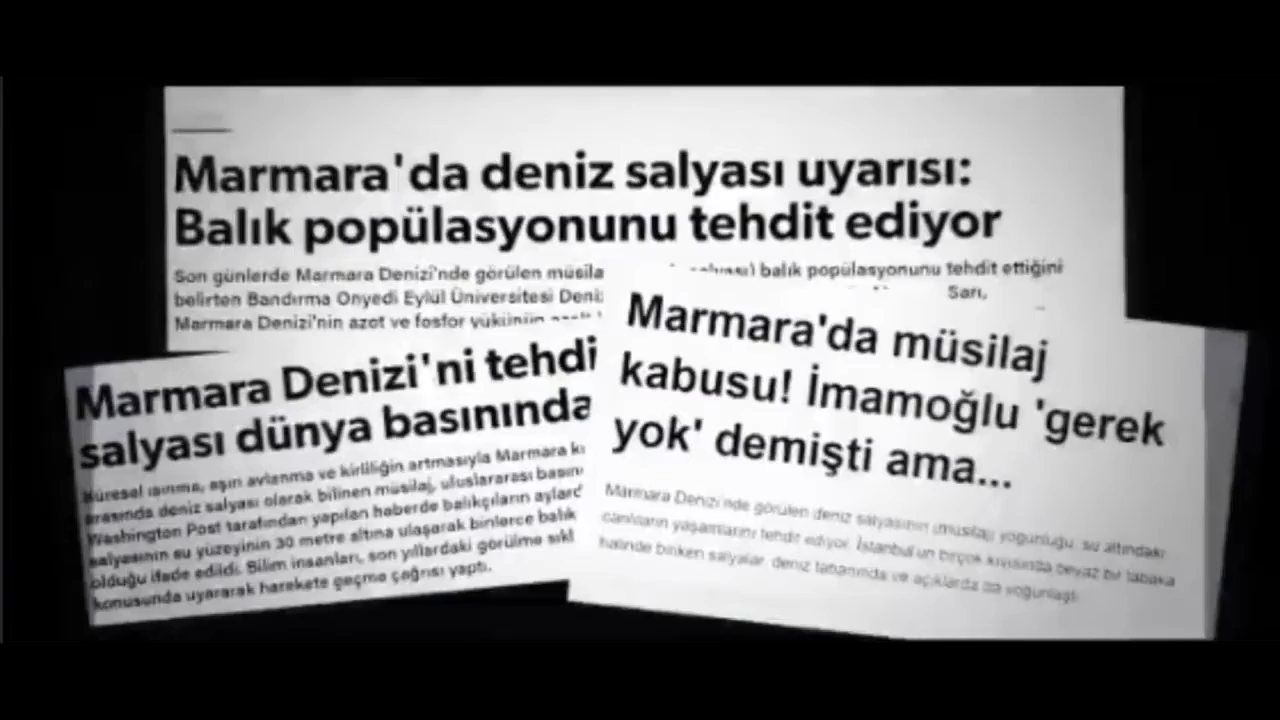 Marmara'da deniz salyası uyarısı:
Balık popülasyonunu tehdit ediyor
Son günlerde Marmara Denizi'nde görülen müsila
balık popülasyonunu tehdit ettiğini
belirten Bandırma Onyedi Eylül Üniversitesi Deni
Sarı,
Marmara Denizi'nin azot ve fosfor yükünün
Marmara Denizi'ni tehdi
salyası dünya basınında
Küresel ısınma, aşırı avlanma ve kirliliğin artmasıyla Marmara kı
arasında deniz salyası olarak bilinen müsilaj, uluslararası basını
Washington Post tarafından yapılan haberde balıkçıların aylard
salyasının su yüzeyinin 30 metre altına ulaşarak binlerce balık
olduğu ifade edildi. Bilim insanları, son yıllardaki görülme sıkl
konusunda uyararak harekete geçme çağrısı yaptı.
Marmara'da müsilaj
kabusu! İmamoğlu 'gerek
yok' demişti ama...
Marmara Denizi'nde görülen deniz salyasının (müsilaj) yoğunluğu, su altındaki
canlıların yaşamlarını tehdit ediyor. İstanbul'un birçok kıyısında beyaz bir tabaka
halinde biriken salyalar, deniz tabanında ve açıklarda da yoğunlaştı.